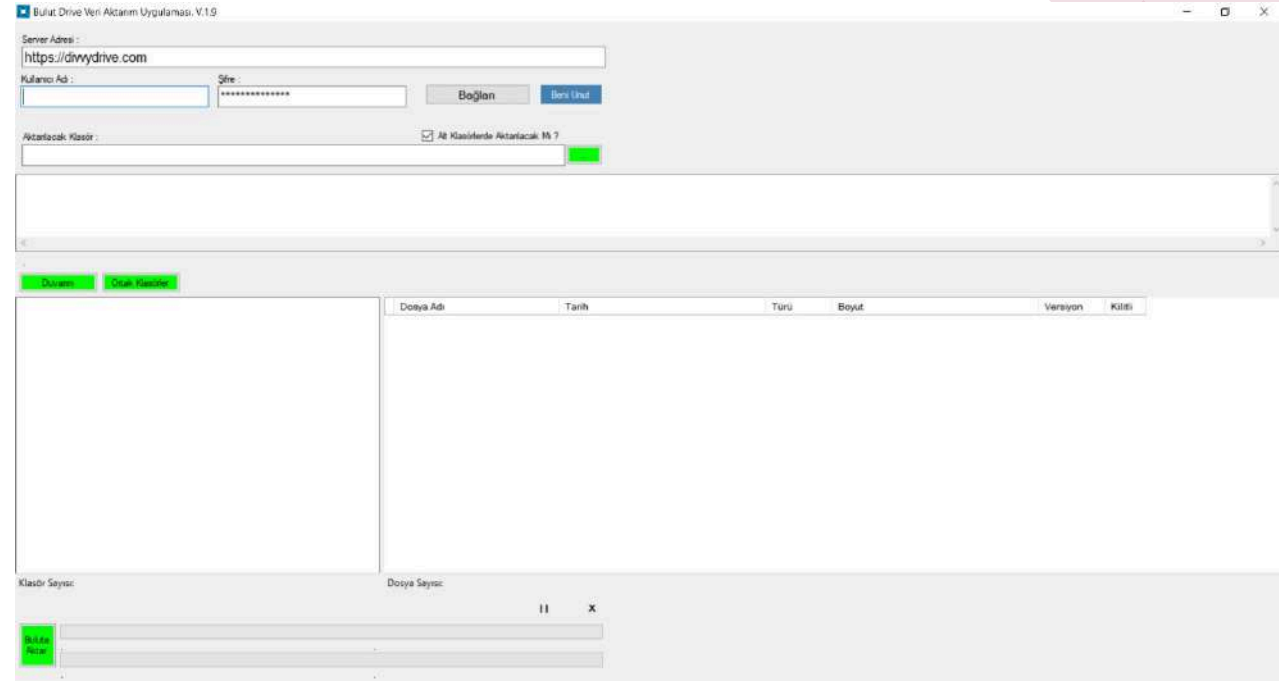 Bulut Drive Veri Aktarım Uygulaması. V.1.9
Server Adresi :
https://divvydrive.com
Kullanıcı Adı :
Şifre :
**************
Bağlan
Beni Unut
Aktarılacak Klasör :
Alt Klasörlerde Aktarılacak Mı ?
Duvarım
Ortak Klasörler
Dosya Adı
Tarih
Türü
Boyut
Versiyon
Kilitli
Klasör Sayısı:
Dosya Sayısı:
II
X
Buluta
Aktar